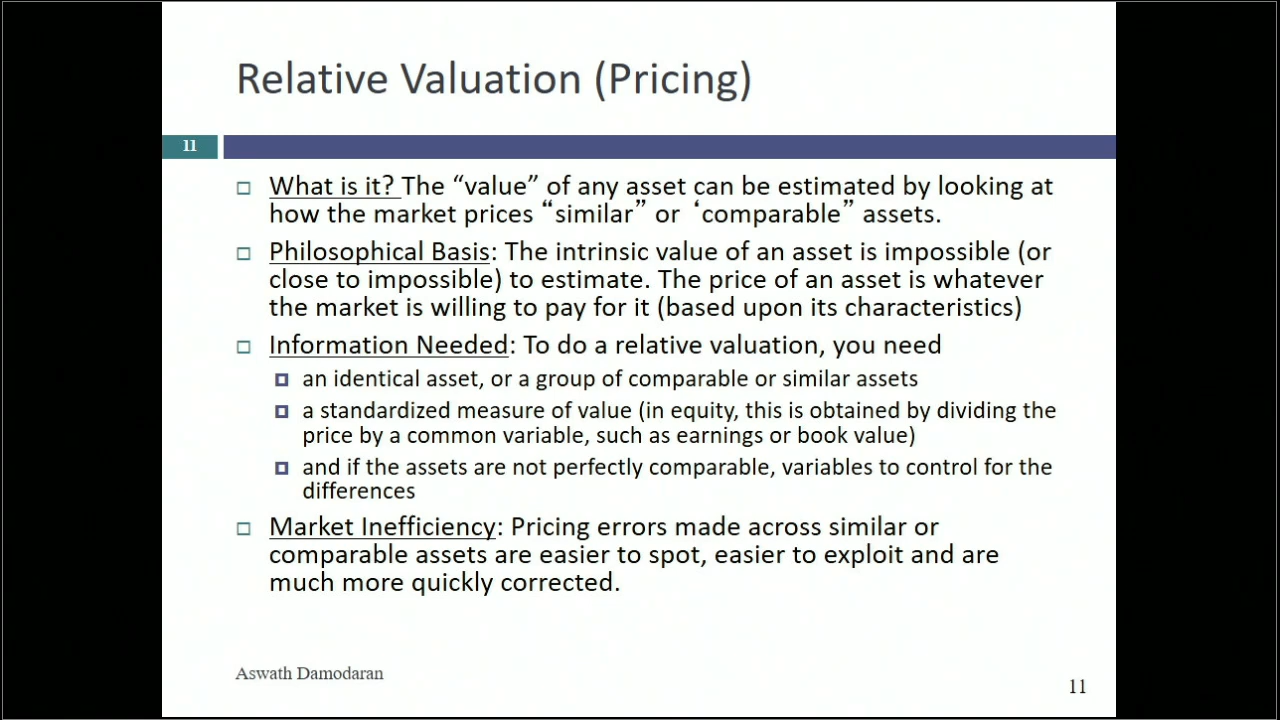 Relative Valuation (Pricing)
11
What is it? The “value” of any asset can be estimated by looking at
how the market prices “similar” or ‘comparable” assets.
Philosophical Basis: The intrinsic value of an asset is impossible (or
close to impossible) to estimate. The price of an asset is whatever
the market is willing to pay for it (based upon its characteristics)
Information Needed: To do a relative valuation, you need
an identical asset, or a group of comparable or similar assets
a standardized measure of value (in equity, this is obtained by dividing the
price by a common variable, such as earnings or book value)
and if the assets are not perfectly comparable, variables to control for the
differences
Market Inefficiency: Pricing errors made across similar or
comparable assets are easier to spot, easier to exploit and are
much more quickly corrected.
Aswath Damodaran
11